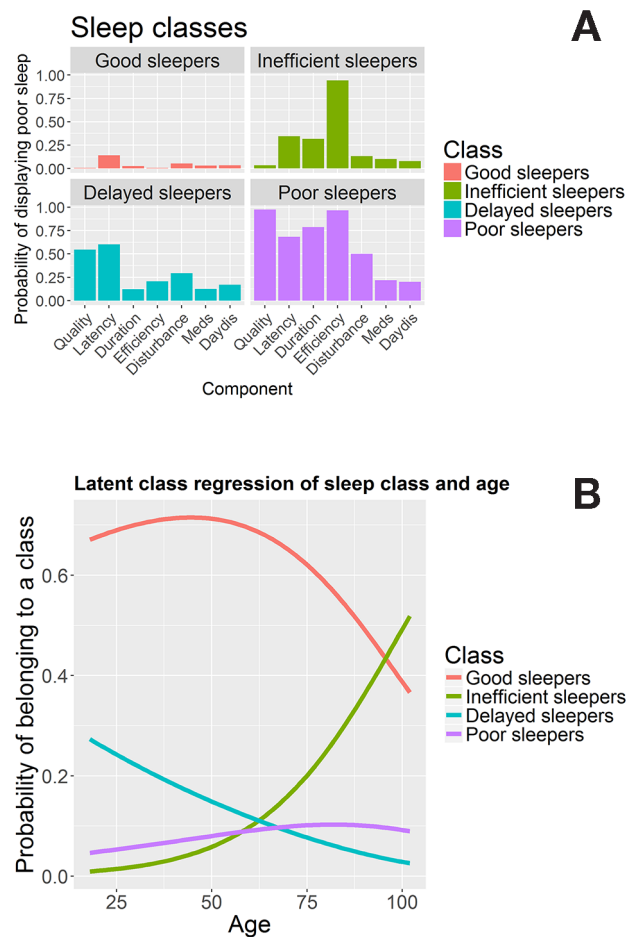 Sleep classes
A
Good sleepers
Inefficient sleepers
1.00
0.75
0.50
0.25
0.00
Delayed sleepers
Poor sleepers
1.00
0.75
0.50
0.25
0.00
Probability of displaying poor sleep
Quality
Latency
Duration
Efficiency
Disturbance
Meds
Daydis
Quality
Latency
Duration
Efficiency
Disturbance
Meds
Daydis
Component
Class
Good sleepers
Inefficient sleepers
Delayed sleepers
Poor sleepers
Latent class regression of sleep class and age
B
Probability of belonging to a class
0.6
0.4
0.2
0.0
25
50
75
100
Age
Class
Good sleepers
Inefficient sleepers
Delayed sleepers
Poor sleepers